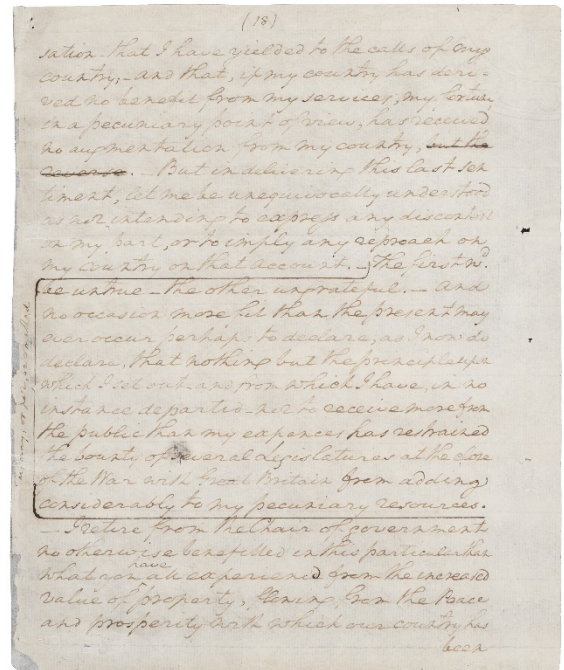 (18)
sation that I have yielded to the calls of my
country;—and that, if my country has deri-
ved no benefit from my services, my fortune,
in a pecuniary point of view, has received
no augmentation from my country, but the
reverse.— But in delivering this last sen
timent, let me be unequivocally understood
as not intending to express any discontent
on my part, or to imply any reproach on
my country on that account.—The first wd.
be untrue—the other ungrateful.— And
no occasion more fit than the present may
ever occur perhaps to declare, as I now do
declare, that nothing but the principle upe
which I set out, and from which I have, in no
instance departed—not to receive more from
the public than my expences has restrained
the bounty of several Legislatures at the close
of the War with Great Britain from adding
considerably to my pecuniary resources.
I retire from the Chair of government
no otherwise benefitted in this particular than
have
what you all experienced from the increased
value of property, flowing from the Peace
and prosperity with which our country has
been